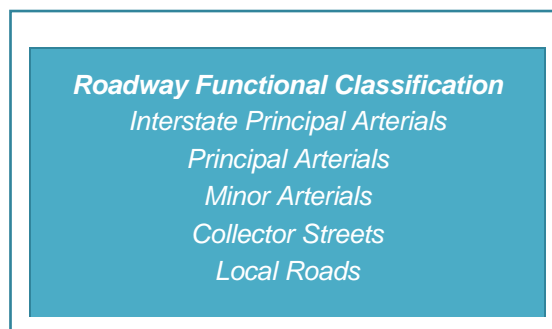 Roadway Functional Classification
Interstate Principal Arterials
Principal Arterials
Minor Arterials
Collector Streets
Local Roads